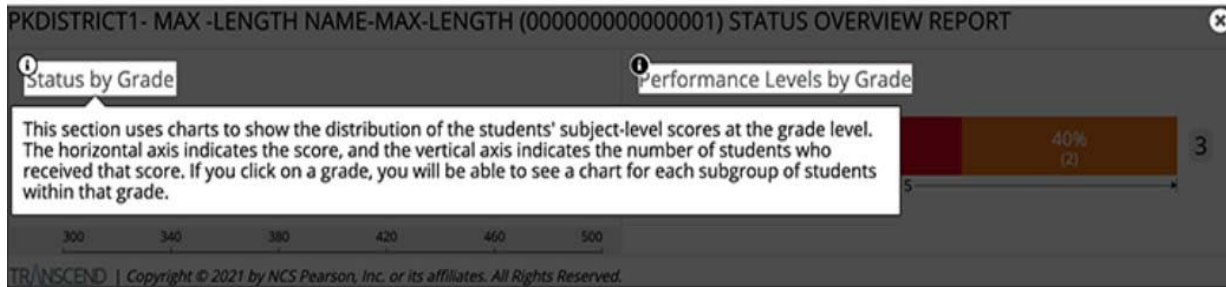 PKDISTRICT1- MAX -LENGTH NAME-MAX-LENGTH (000000000000001) STATUS OVERVIEW REPORT
Status by Grade
Performance Levels by Grade
This section uses charts to show the distribution of the students' subject-level scores at the grade level.
The horizontal axis indicates the score, and the vertical axis indicates the number of students who
received that score. If you click on a grade, you will be able to see a chart for each subgroup of students
within that grade.
40%
(2)
3
5
300 340 380 420 460 500
TRANSCEND | Copyright © 2021 by NCS Pearson, Inc. or its affiliates. All Rights Reserved.